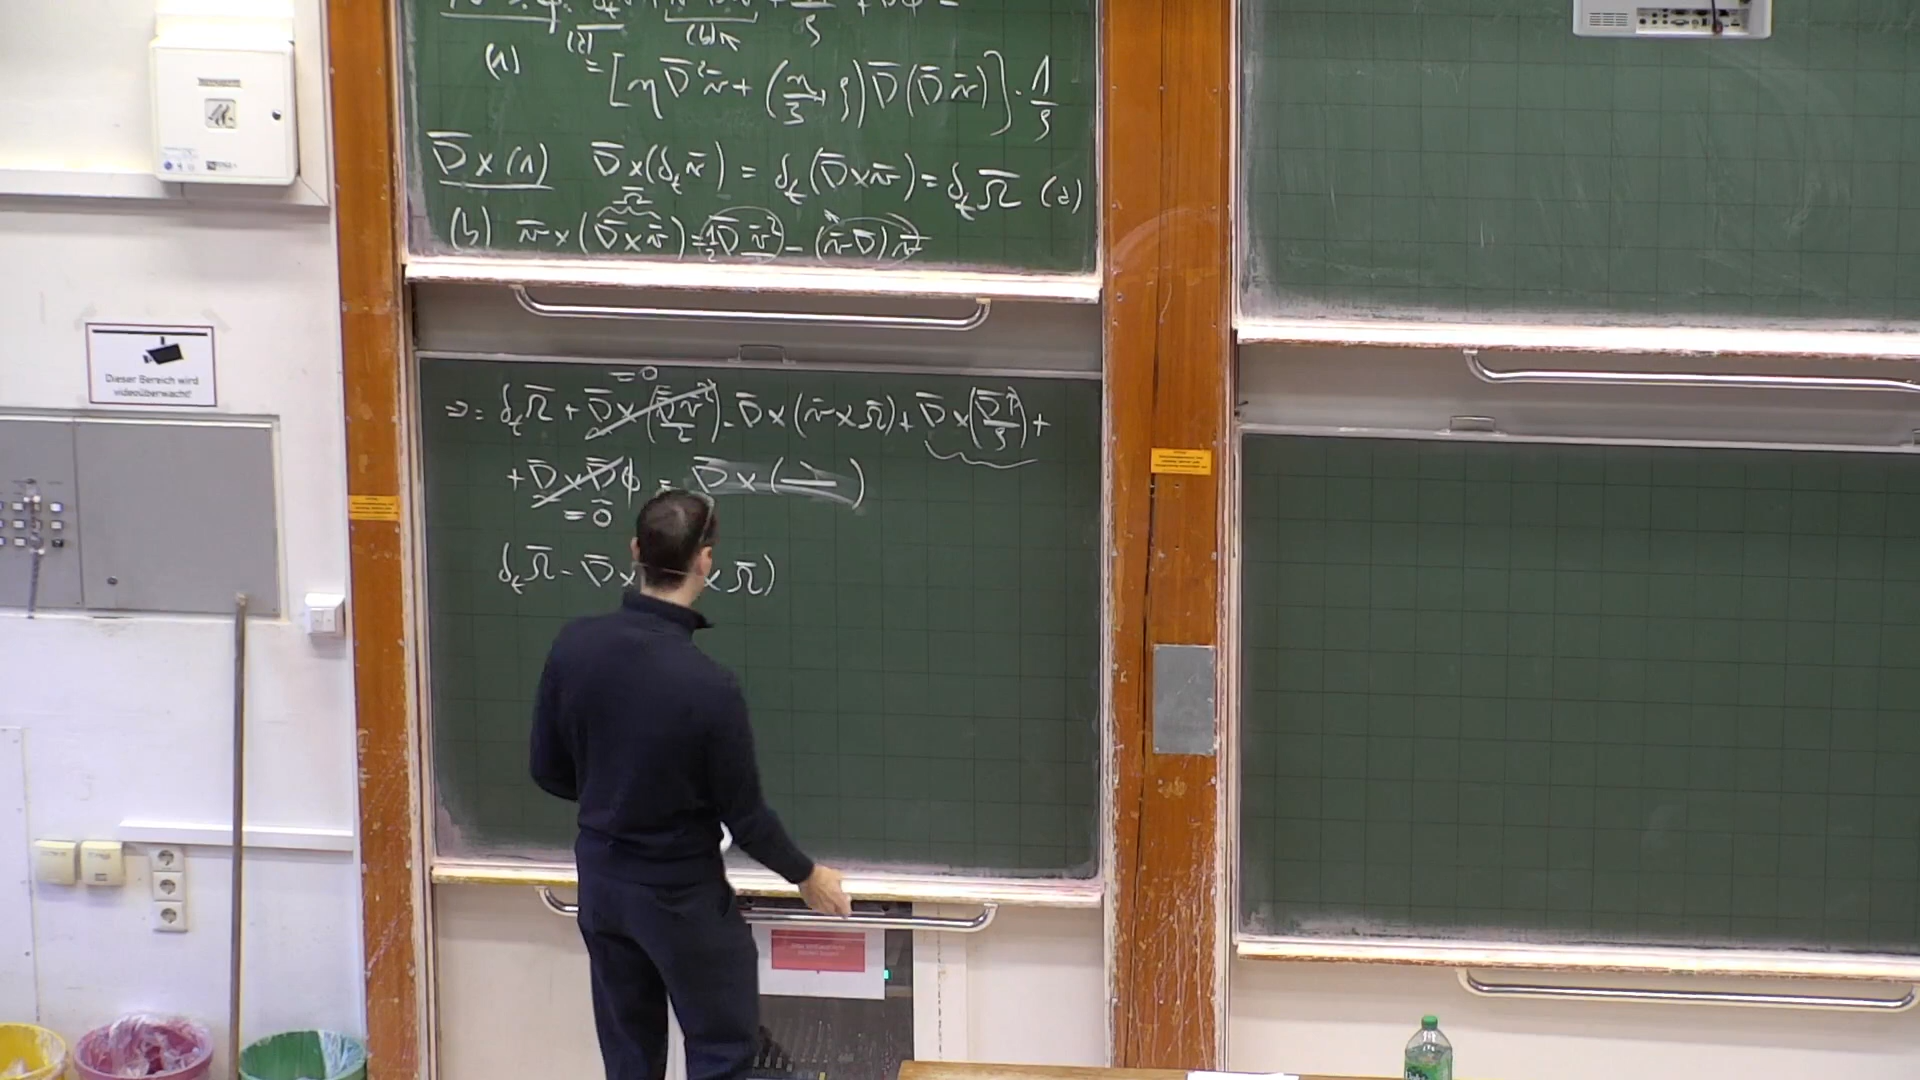 (a) (b)
(1) = [η∇̄²v̄ + (η/3 + ζ)∇̄(∇̄v̄)]·1/ρ
∇̄×(1) ∇̄×(∂ₜv̄) = ∂ₜ(∇̄×v̄) = ∂ₜΩ̄ (a)
Ω̄
(b) v̄×(∇̄×v̄) = ½∇̄v̄² - (v̄∇̄)v̄
= 0
⇒ = ∂ₜΩ̄ + ∇̄×(∇̄v̄²/2) - ∇̄×(v̄×Ω̄) + ∇̄×(∇̄P/ρ) +
+ ∇̄×∇̄ϕ = ∇̄×( )
= 0̄
∂ₜΩ̄ - ∇̄× × Ω̄)
Dieser Bereich wird
videoüberwacht!